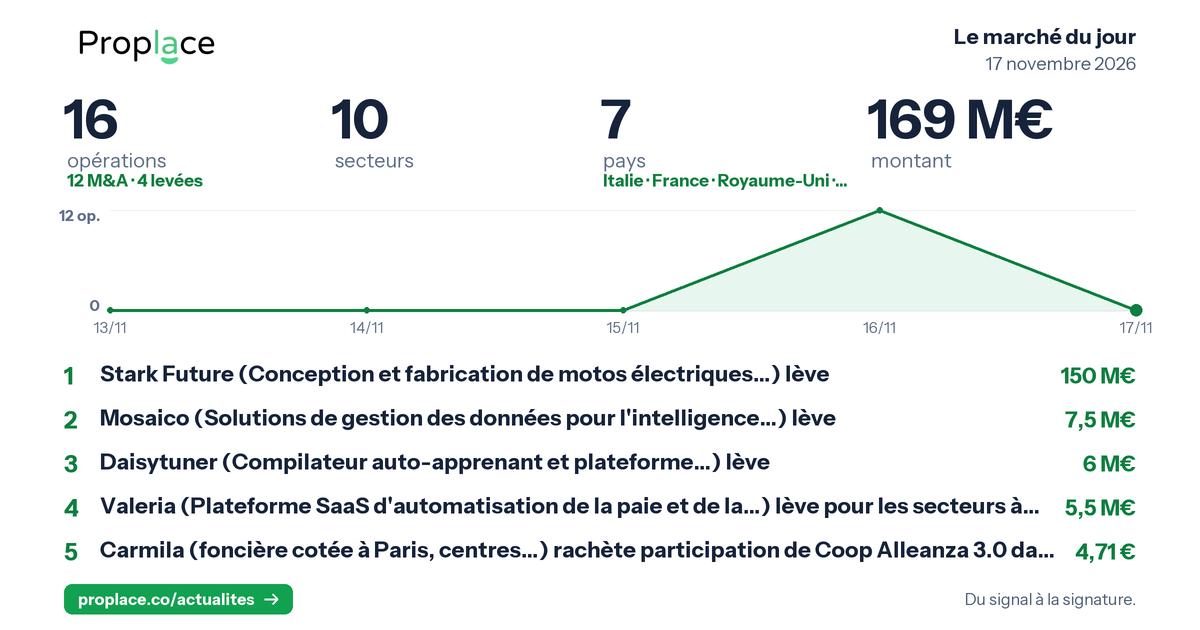 Proplace
Le marché du jour
17 novembre 2026
16
opérations
12 M&A · 4 levées
10
secteurs
7
pays
Italie · France · Royaume-Uni ·...
169 M€
montant
12 op.
0
13/11
14/11
15/11
16/11
17/11
1 Stark Future (Conception et fabrication de motos électriques...) lève 150 M€
2 Mosaico (Solutions de gestion des données pour l'intelligence...) lève 7,5 M€
3 Daisytuner (Compilateur auto-apprenant et plateforme...) lève 6 M€
4 Valeria (Plateforme SaaS d'automatisation de la paie et de la...) lève pour les secteurs à... 5,5 M€
5 Carmila (foncière cotée à Paris, centres...) rachète participation de Coop Alleanza 3.0 da... 4,71 €
proplace.co/actualites →
Du signal à la signature.